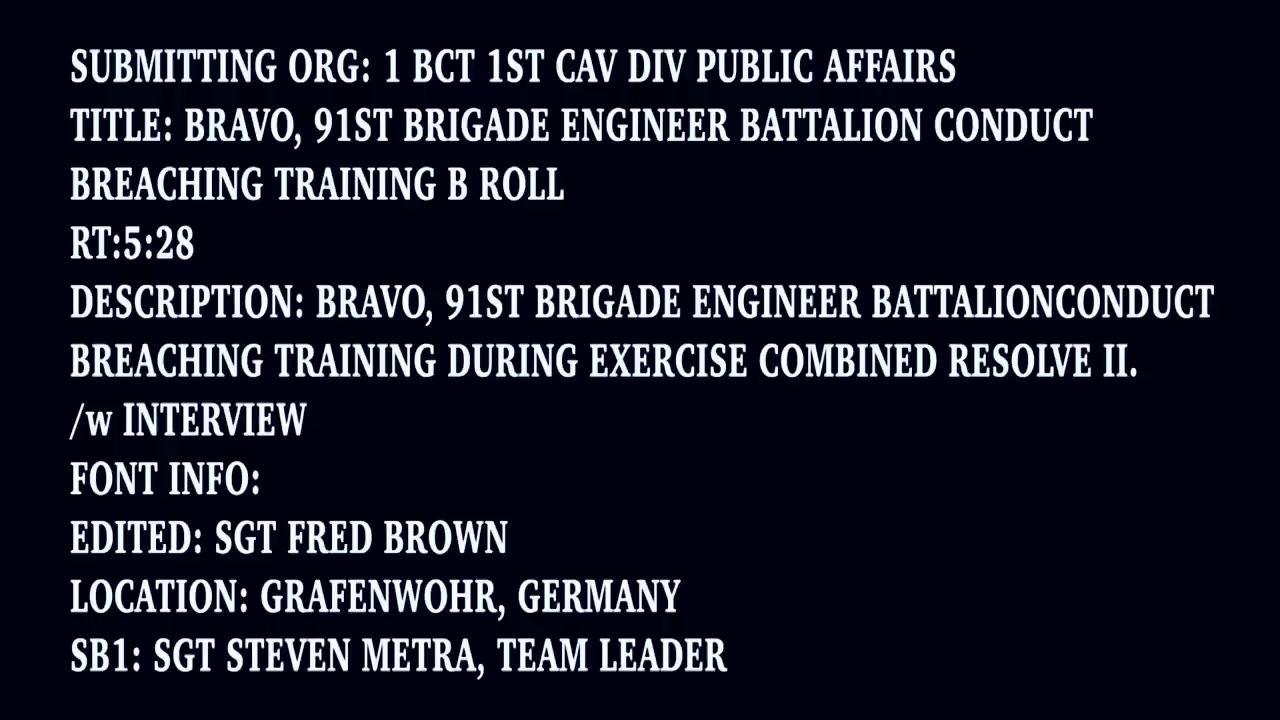 SUBMITTING ORG: 1 BCT 1ST CAV DIV PUBLIC AFFAIRS
TITLE: BRAVO, 91ST BRIGADE ENGINEER BATTALION CONDUCT
BREACHING TRAINING B ROLL
RT:5:28
DESCRIPTION: BRAVO, 91ST BRIGADE ENGINEER BATTALIONCONDUCT
BREACHING TRAINING DURING EXERCISE COMBINED RESOLVE II.
/w INTERVIEW
FONT INFO:
EDITED: SGT FRED BROWN
LOCATION: GRAFENWOHR, GERMANY
SB1: SGT STEVEN METRA, TEAM LEADER